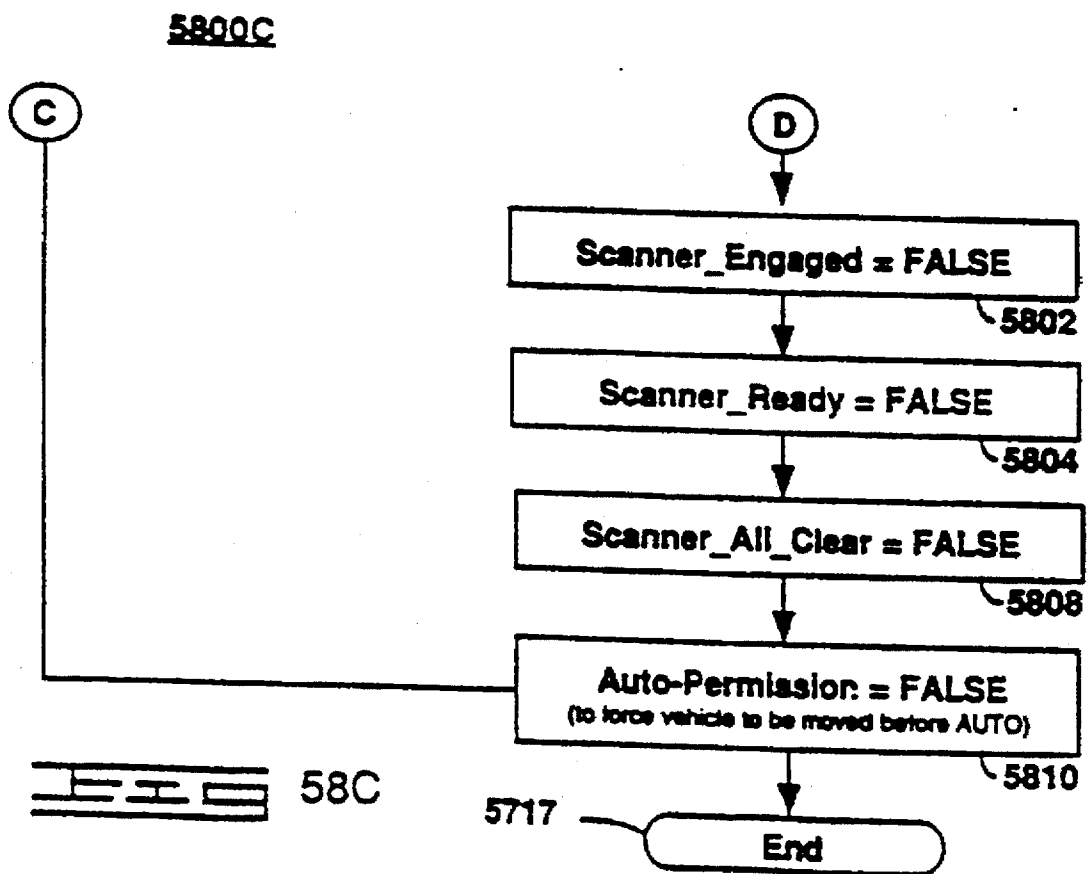 5800C
C
D
Scanner_Engaged = FALSE
5802
Scanner_Ready = FALSE
5804
Scanner_All_Clear = FALSE
5808
Auto-Permission = FALSE
(to force vehicle to be moved before AUTO)
5810
58C
5717
End